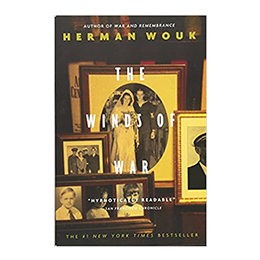 AUTHOR OF WAR AND REMEMBRANCE
HERMAN WOUK
THE
WINDS OF
WAR
"HYPNOTICALLY READABLE"
—SAN FRANCISCO CHRONICLE
THE #1 NEW YORK TIMES BESTSELLER